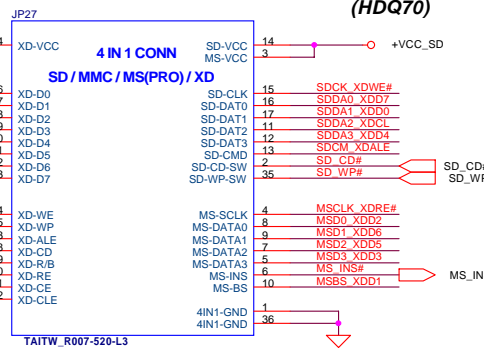 (HDQ70)
JP27
XD-VCC
4 IN 1 CONN
SD / MMC / MS(PRO) / XD
SD-VCC 14 +VCC_SD
MS-VCC 3
XD-D0
XD-D1
XD-D2
XD-D3
XD-D4
XD-D5
XD-D6
XD-D7
SD-CLK 15 SDCK_XDWE#
SD-DAT0 16 SDDA0_XDD7
SD-DAT1 17 SDDA1_XDD0
SD-DAT2 11 SDDA2_XDCL
SD-DAT3 12 SDDA3_XDD4
SD-CMD 13 SDCM_XDALE
SD-CD-SW 2 SD_CD# SD_CD#
SD-WP-SW 35 SD_WP# SD_WP
XD-WE
XD-WP
XD-ALE
XD-CD
XD-R/B
XD-RE
XD-CE
XD-CLE
MS-SCLK 4 MSCLK_XDRE#
MS-DATA0 8 MSD0_XDD2
MS-DATA1 9 MSD1_XDD6
MS-DATA2 7 MSD2_XDD5
MS-DATA3 5 MSD3_XDD3
MS-INS 6 MS_INS# MS_IN
MS-BS 10 MSBS_XDD1
4IN1-GND 1
4IN1-GND 36
TAITW_R007-520-L3